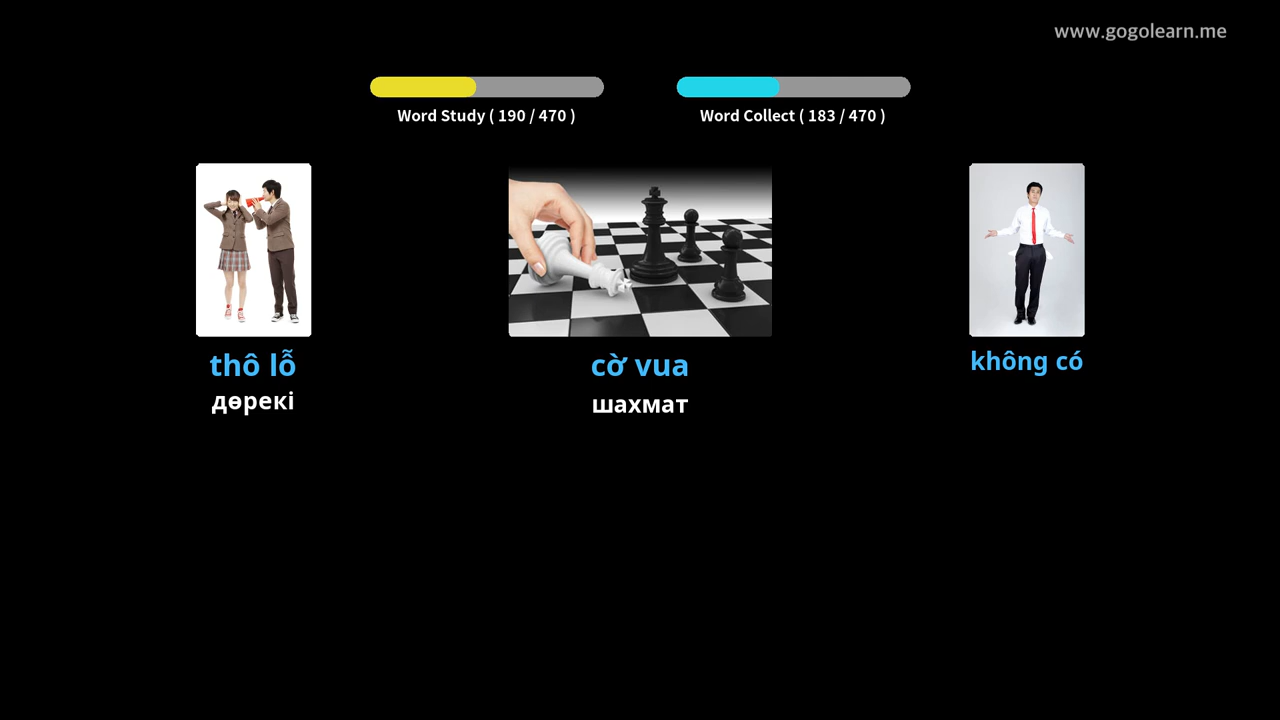 www.gogolearn.me
Word Study ( 190 / 470 )
Word Collect ( 183 / 470 )
thô lỗ
дөрекі
cờ vua
шахмат
không có